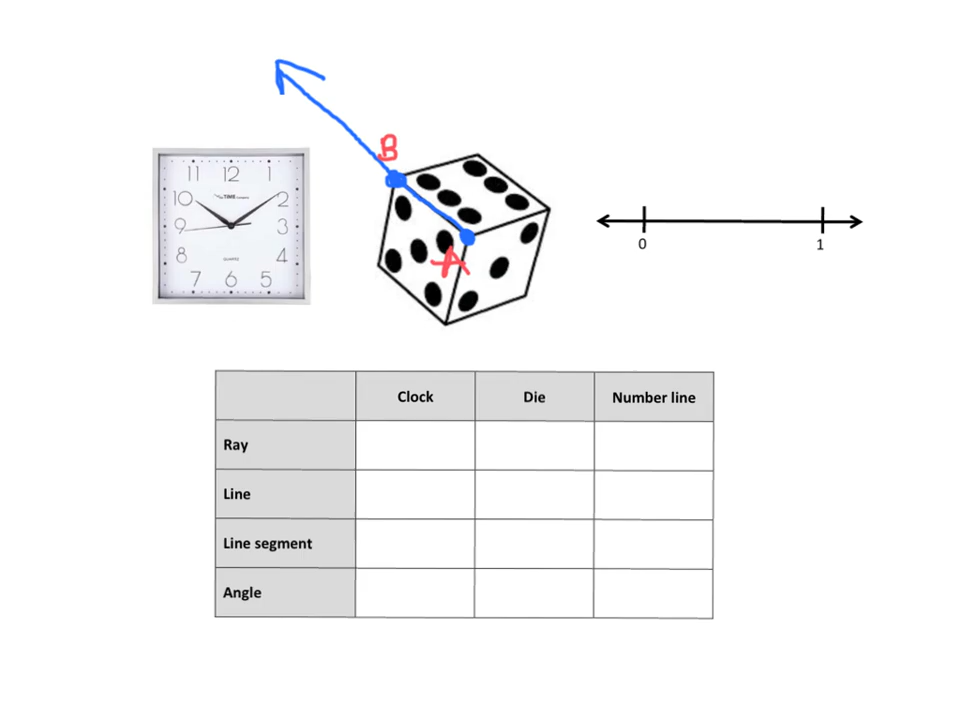 B
11 12 1
10 2
TIME
9 3
8 QUARTZ 4
7 6 5
A
0 1
Clock Die Number line
Ray
Line
Line segment
Angle